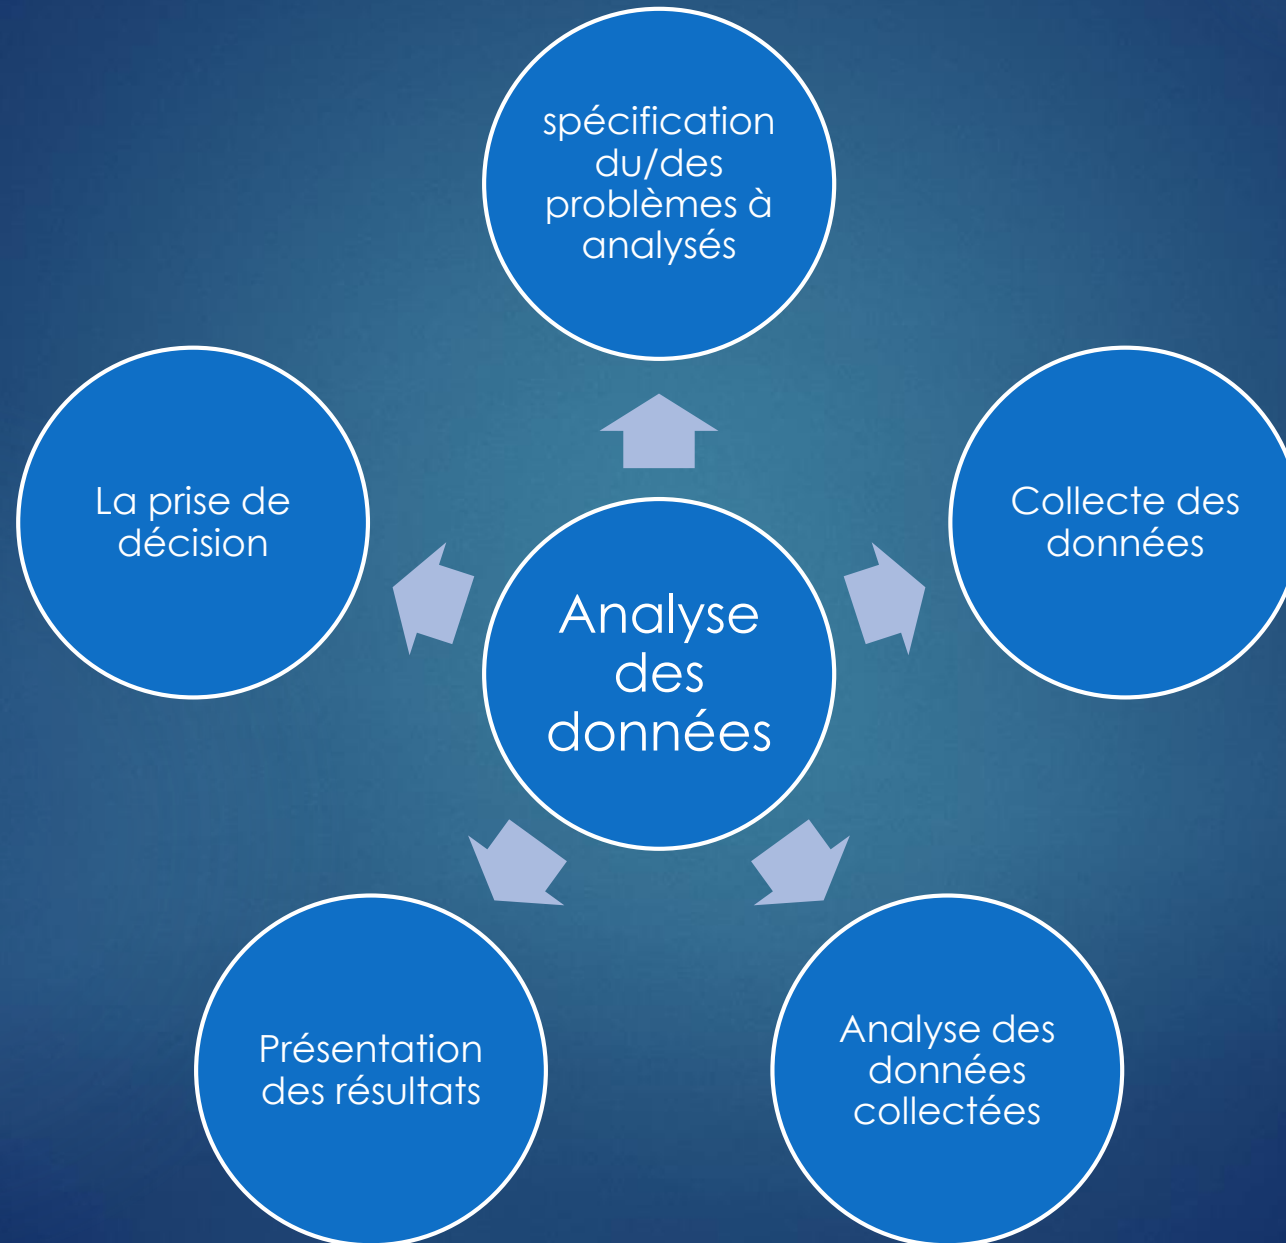 spécification
du/des
problèmes à
analysés
La prise de
décision
Collecte des
données
Analyse
des
données
Présentation
des résultats
Analyse des
données
collectées